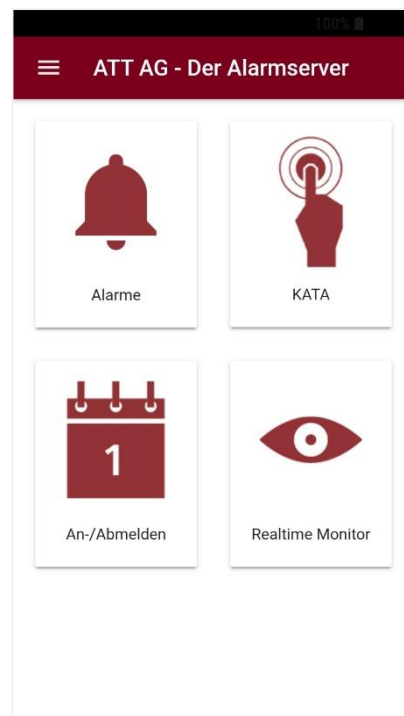 100%
ATT AG - Der Alarmserver
Alarme
KATA
1
An-/Abmelden
Realtime Monitor